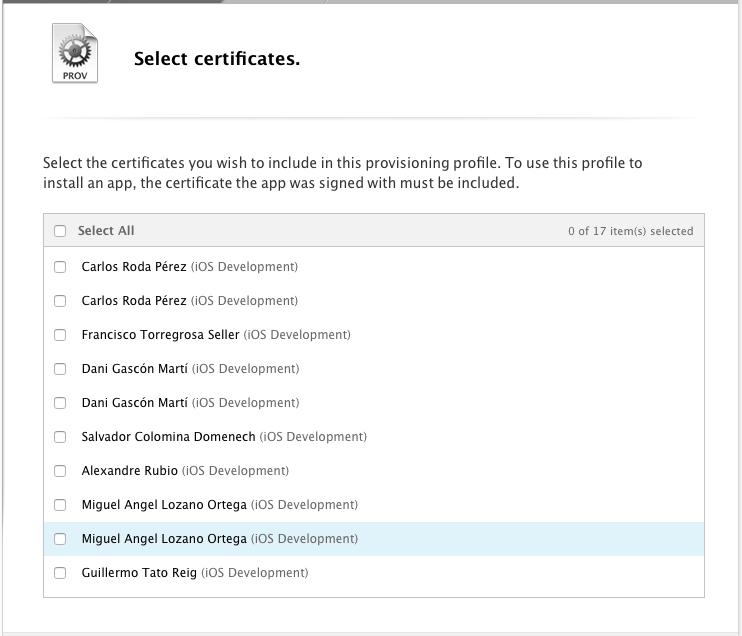 PROV
Select certificates.
Select the certificates you wish to include in this provisioning profile. To use this profile to
install an app, the certificate the app was signed with must be included.
Select All 0 of 17 item(s) selected
Carlos Roda Pérez (iOS Development)
Carlos Roda Pérez (iOS Development)
Francisco Torregrosa Seller (iOS Development)
Dani Gascón Martí (iOS Development)
Dani Gascón Martí (iOS Development)
Salvador Colomina Domenech (iOS Development)
Alexandre Rubio (iOS Development)
Miguel Angel Lozano Ortega (iOS Development)
Miguel Angel Lozano Ortega (iOS Development)
Guillermo Tato Reig (iOS Development)